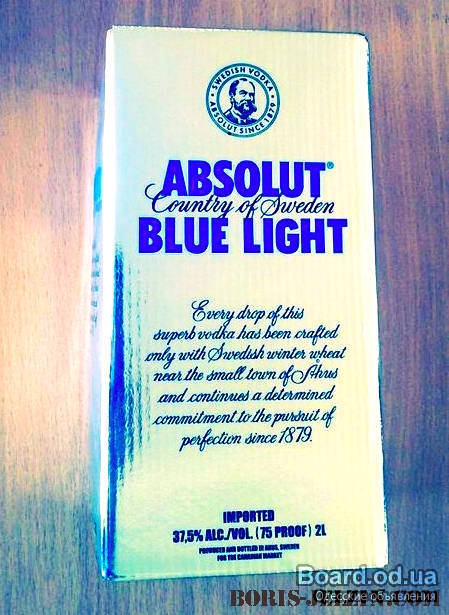 SWEDISH VODKA
ABSOLUT SINCE 1879
ABSOLUT®
Country of Sweden
BLUE LIGHT
Every drop of this
superb vodka has been crafted
only with Swedish winter wheat
near the small town of Åhus
and continues a determined
commitment to the pursuit of
perfection since 1879.
IMPORTED
37,5% ALC./VOL. (75 PROOF) 2L
PRODUCED AND BOTTLED IN AHUS, SWEDEN
FOR THE CANARIAN MARKET
Board.od.ua
Одесские объявления